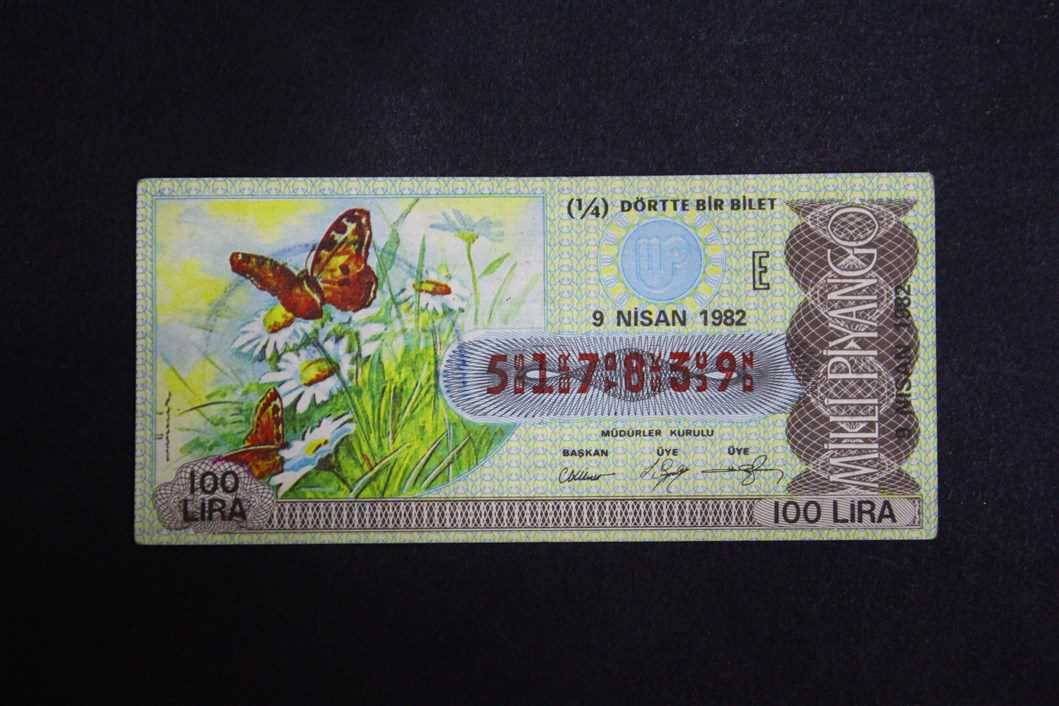 (1/4) DÖRTTE BİR BİLET
E
9 NİSAN 1982
517839
MÜDÜRLER KURULU
BAŞKAN ÜYE ÜYE
MİLLİ PİYANGO
9 NİSAN 1982
100
LİRA
100 LİRA